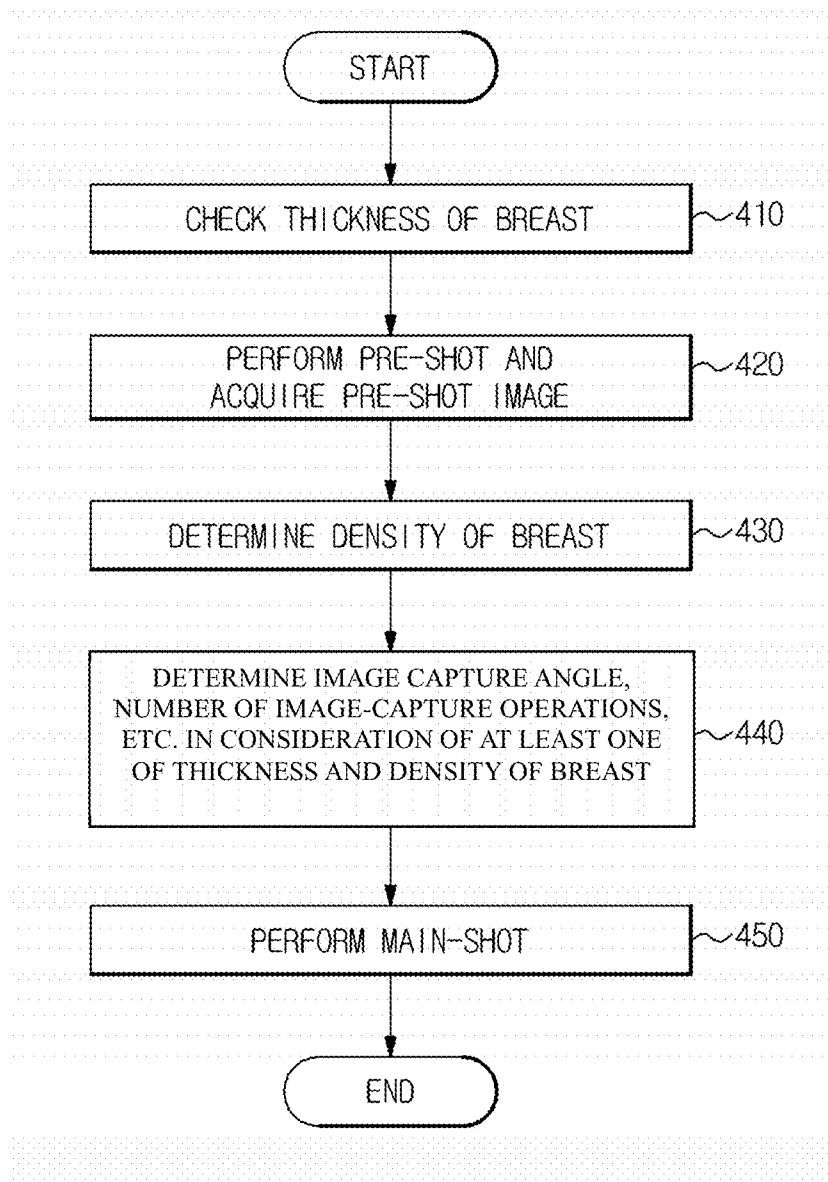 START
CHECK THICKNESS OF BREAST
410
PERFORM PRE-SHOT AND
ACQUIRE PRE-SHOT IMAGE
420
DETERMINE DENSITY OF BREAST
430
DETERMINE IMAGE CAPTURE ANGLE,
NUMBER OF IMAGE-CAPTURE OPERATIONS,
ETC. IN CONSIDERATION OF AT LEAST ONE
OF THICKNESS AND DENSITY OF BREAST
440
PERFORM MAIN-SHOT
450
END